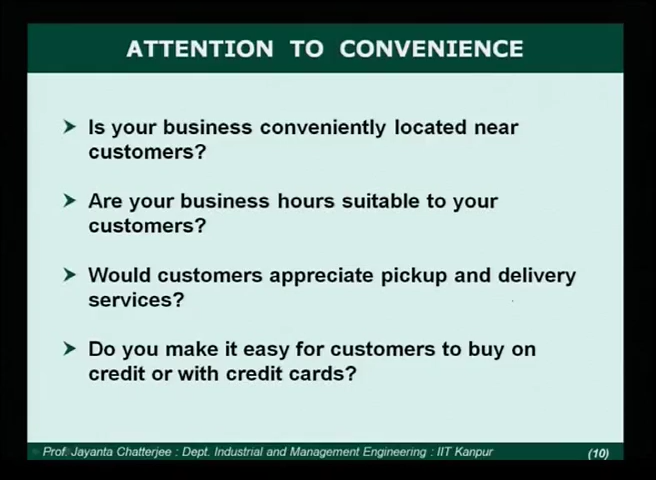 ATTENTION TO CONVENIENCE
Is your business conveniently located near
customers?
Are your business hours suitable to your
customers?
Would customers appreciate pickup and delivery
services?
Do you make it easy for customers to buy on
credit or with credit cards?
Prof. Jayanta Chatterjee : Dept. Industrial and Management Engineering : IIT Kanpur
(10)